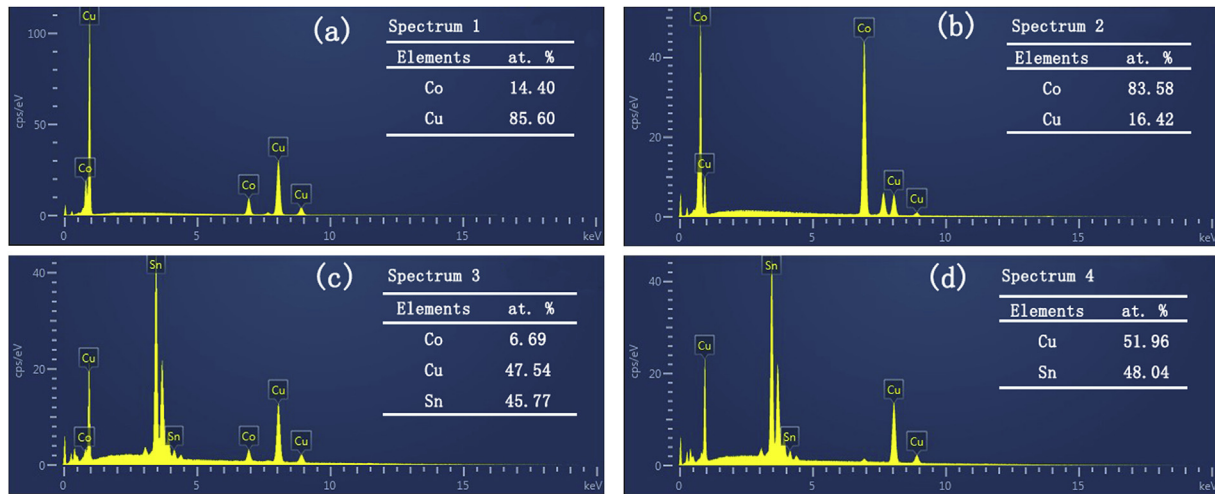 (a)
Spectrum 1
Elements at. %
Co 14.40
Cu 85.60
cps/eV
100
50
0
Cu
Co
Co
Cu
Cu
0 5 10 15 keV
(b)
Spectrum 2
Elements at. %
Co 83.58
Cu 16.42
cps/eV
40
20
0
Co
Cu
Co
Cu
Cu
0 5 10 15 keV
(c)
Spectrum 3
Elements at. %
Co 6.69
Cu 47.54
Sn 45.77
cps/eV
40
20
0
Cu
Co
Sn
Sn
Co
Cu
Cu
0 5 10 15 keV
(d)
Spectrum 4
Elements at. %
Cu 51.96
Sn 48.04
cps/eV
40
20
0
Cu
Sn
Sn
Cu
Cu
0 5 10 15 keV